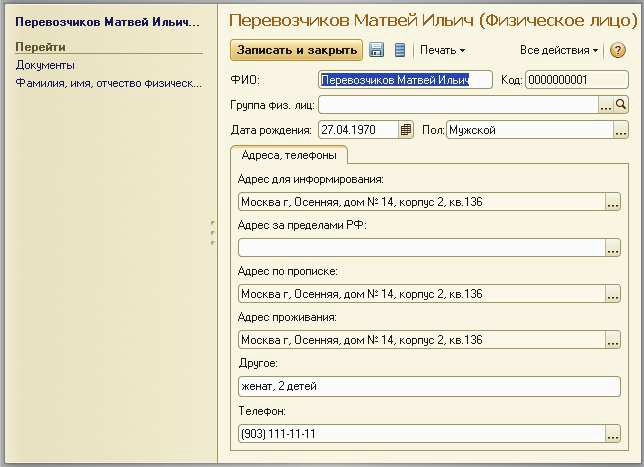 Перевозчиков Матвей Ильич...
Перейти
Документы
Фамилия, имя, отчество физическ...
Перевозчиков Матвей Ильич (Физическое лицо)
Записать и закрыть Печать Все действия ?
ФИО: Перевозчиков Матвей Ильич Код: 0000000001
Группа физ. лиц: ...
Дата рождения: 27.04.1970 Пол: Мужской ...
Адреса, телефоны
Адрес для информирования:
Москва г, Осенняя, дом № 14, корпус 2, кв.136 ...
Адрес за пределами РФ:
...
Адрес по прописке:
Москва г, Осенняя, дом № 14, корпус 2, кв.136 ...
Адрес проживания:
Москва г, Осенняя, дом № 14, корпус 2, кв.136 ...
Другое:
женат, 2 детей
Телефон:
(903) 111-11-11 ...